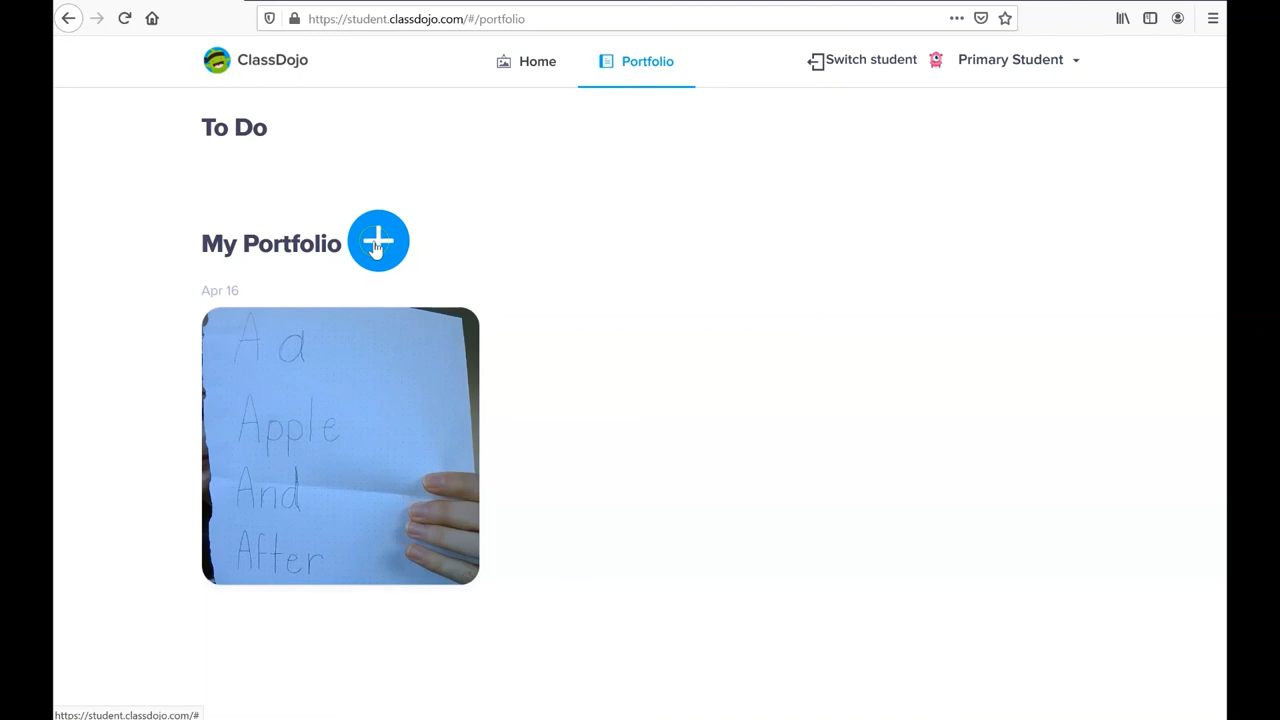 https://student.classdojo.com/#/portfolio
ClassDojo
Home
Portfolio
Switch student
Primary Student
To Do
My Portfolio
Apr 16
A a
Apple
And
After
https://student.classdojo.com/#